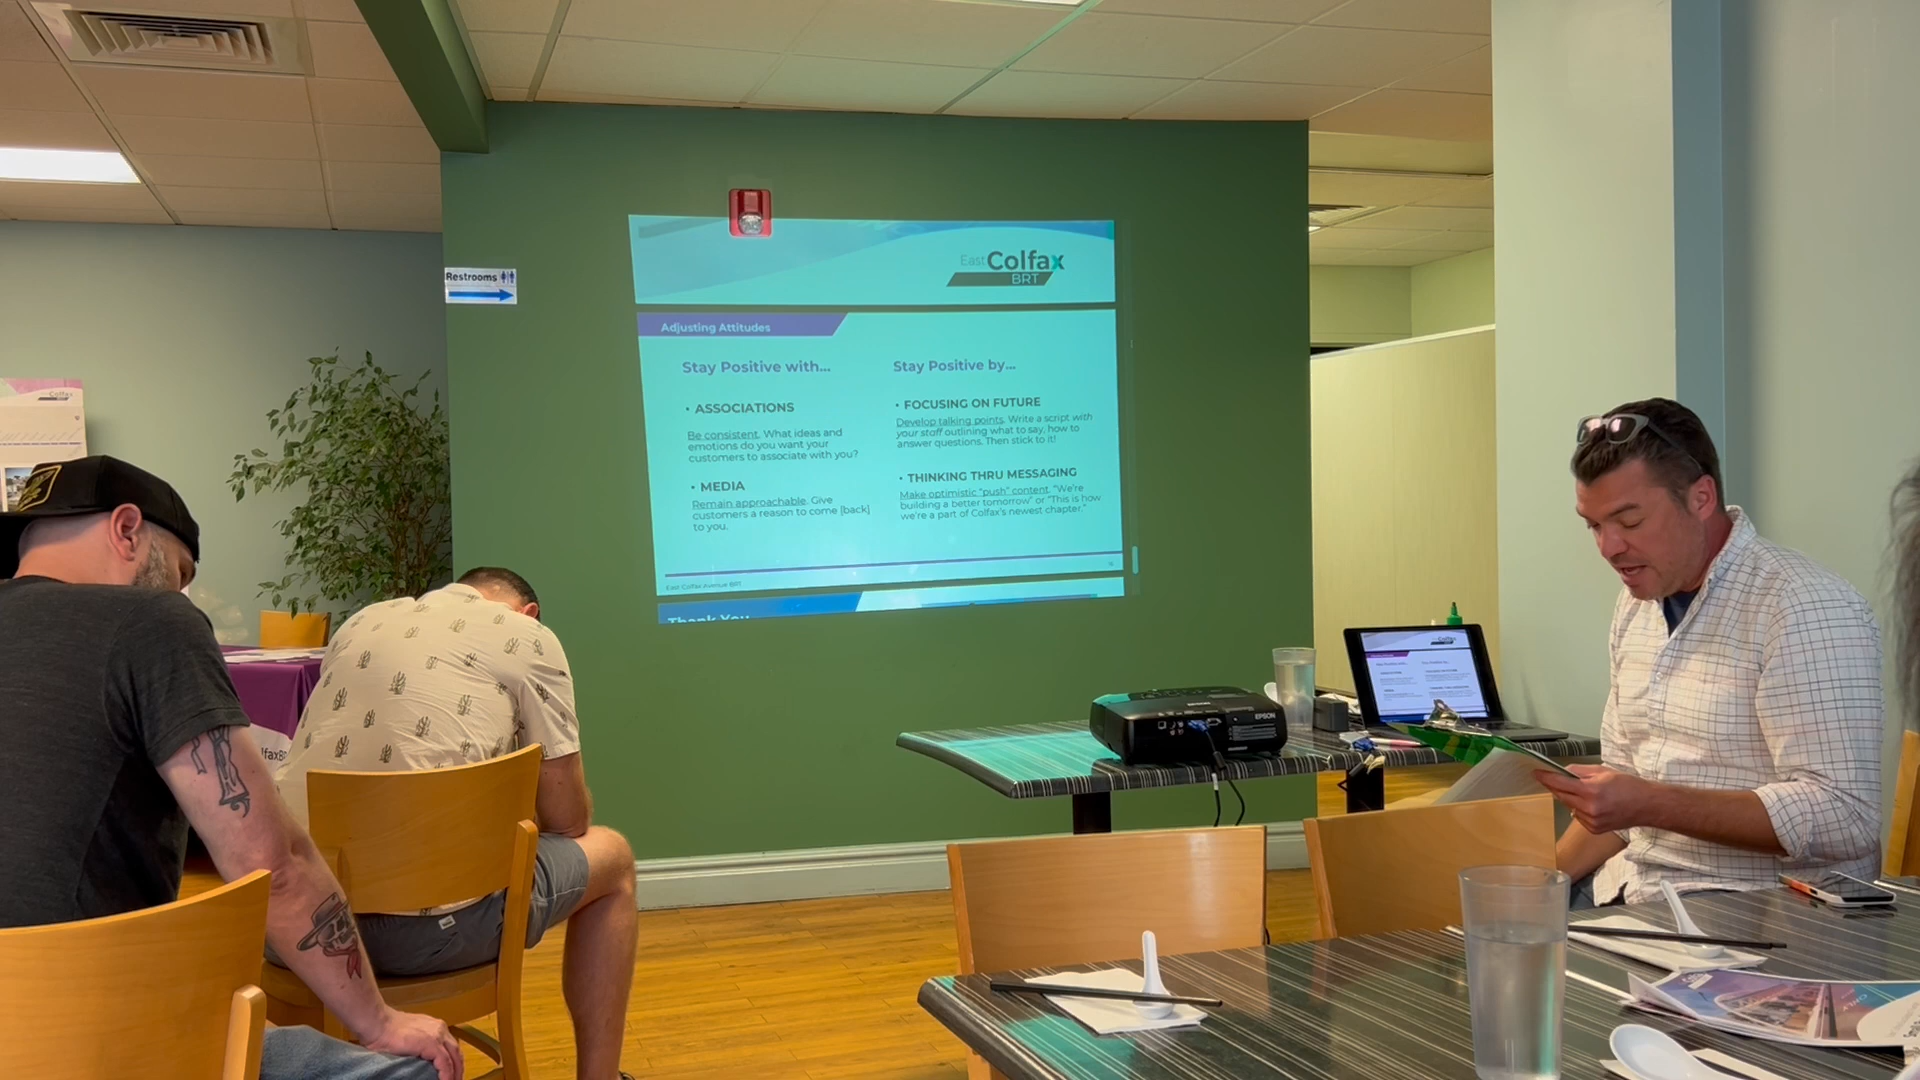 East Colfax
BRT
Restrooms
Adjusting Attitudes
Stay Positive with...
• ASSOCIATIONS
Be consistent. What ideas and
emotions do you want your
customers to associate with you?
• MEDIA
Remain approachable. Give
customers a reason to come [back]
to you.
Stay Positive by...
• FOCUSING ON FUTURE
Develop talking points. Write a script with
your staff outlining what to say, how to
answer questions. Then stick to it!
• THINKING THRU MESSAGING
Make optimistic "push" content. "We're
building a better tomorrow" or "This is how
we're a part of Colfax's newest chapter."
East Colfax Avenue BRT
Thank You
Colfax
EPSON
Colfax